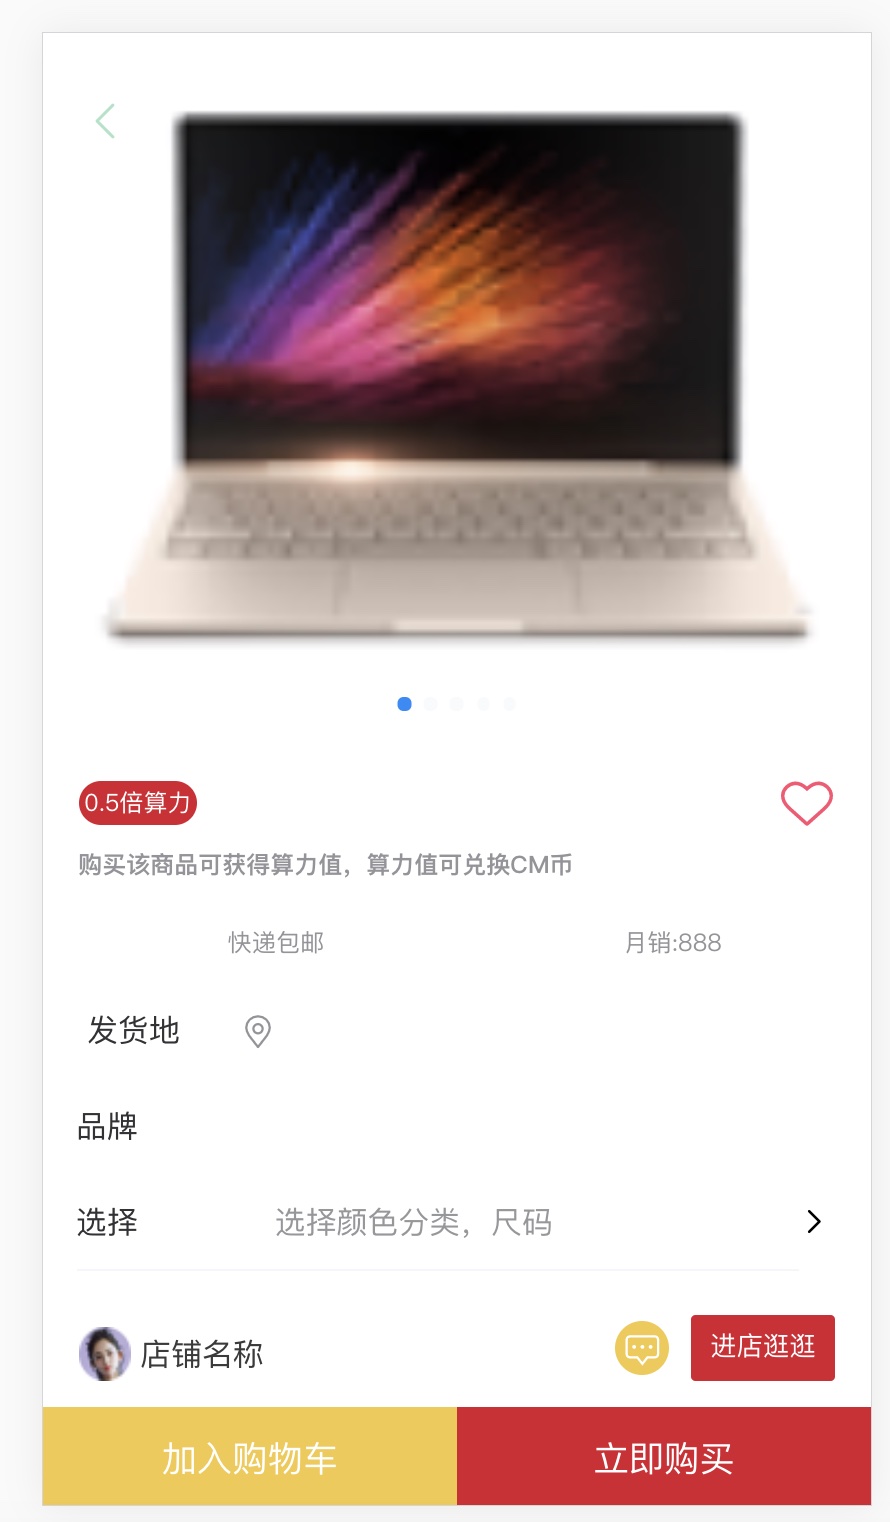 0.5倍算力
购买该商品可获得算力值，算力值可兑换CM币
快递包邮 月销:888
发货地
品牌
选择 选择颜色分类，尺码
店铺名称 进店逛逛
加入购物车 立即购买